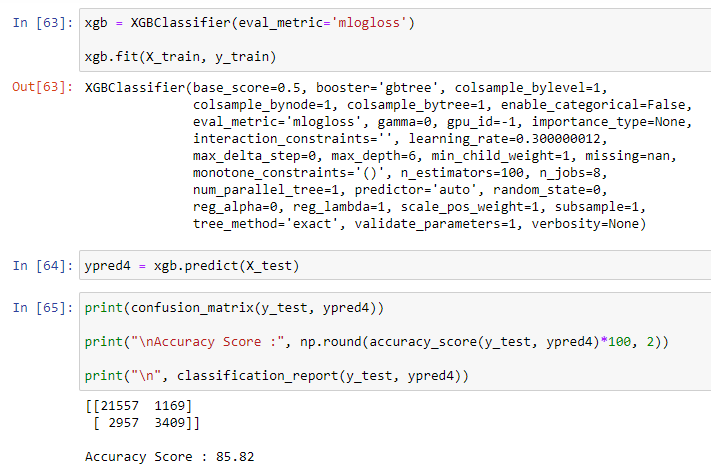 In [63]: xgb = XGBClassifier(eval_metric='mlogloss')
xgb.fit(X_train, y_train)
Out[63]: XGBClassifier(base_score=0.5, booster='gbtree', colsample_bylevel=1,
colsample_bynode=1, colsample_bytree=1, enable_categorical=False,
eval_metric='mlogloss', gamma=0, gpu_id=-1, importance_type=None,
interaction_constraints='', learning_rate=0.300000012,
max_delta_step=0, max_depth=6, min_child_weight=1, missing=nan,
monotone_constraints='()', n_estimators=100, n_jobs=8,
num_parallel_tree=1, predictor='auto', random_state=0,
reg_alpha=0, reg_lambda=1, scale_pos_weight=1, subsample=1,
tree_method='exact', validate_parameters=1, verbosity=None)
In [64]: ypred4 = xgb.predict(X_test)
In [65]: print(confusion_matrix(y_test, ypred4))
print("\nAccuracy Score :", np.round(accuracy_score(y_test, ypred4)*100, 2))
print("\n", classification_report(y_test, ypred4))
[[21557 1169]
[ 2957 3409]]
Accuracy Score : 85.82